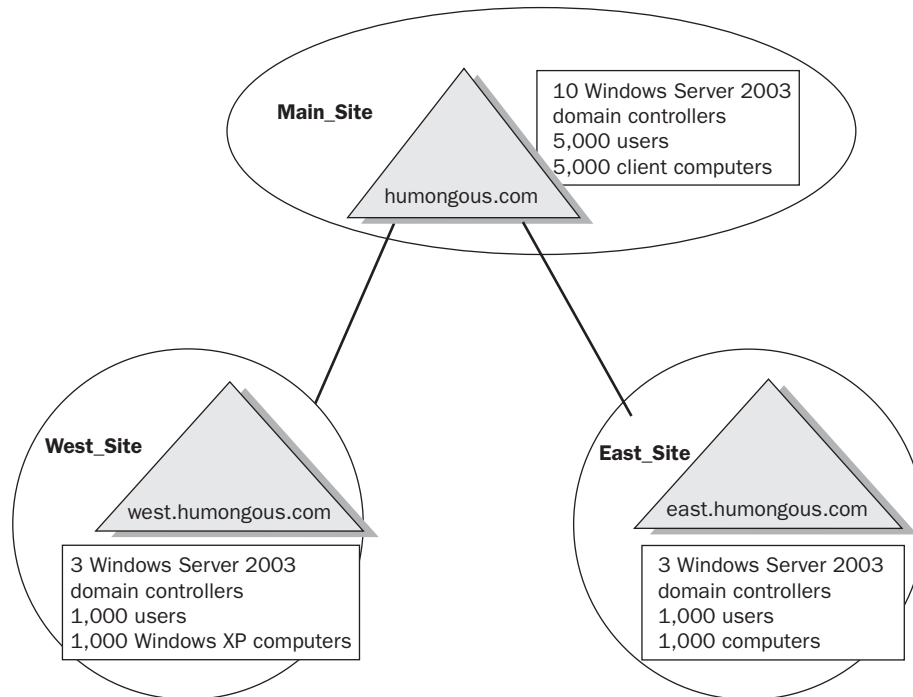 Main_Site
10 Windows Server 2003
domain controllers
5,000 users
5,000 client computers
humongous.com
West_Site
west.humongous.com
3 Windows Server 2003
domain controllers
1,000 users
1,000 Windows XP computers
East_Site
east.humongous.com
3 Windows Server 2003
domain controllers
1,000 users
1,000 computers